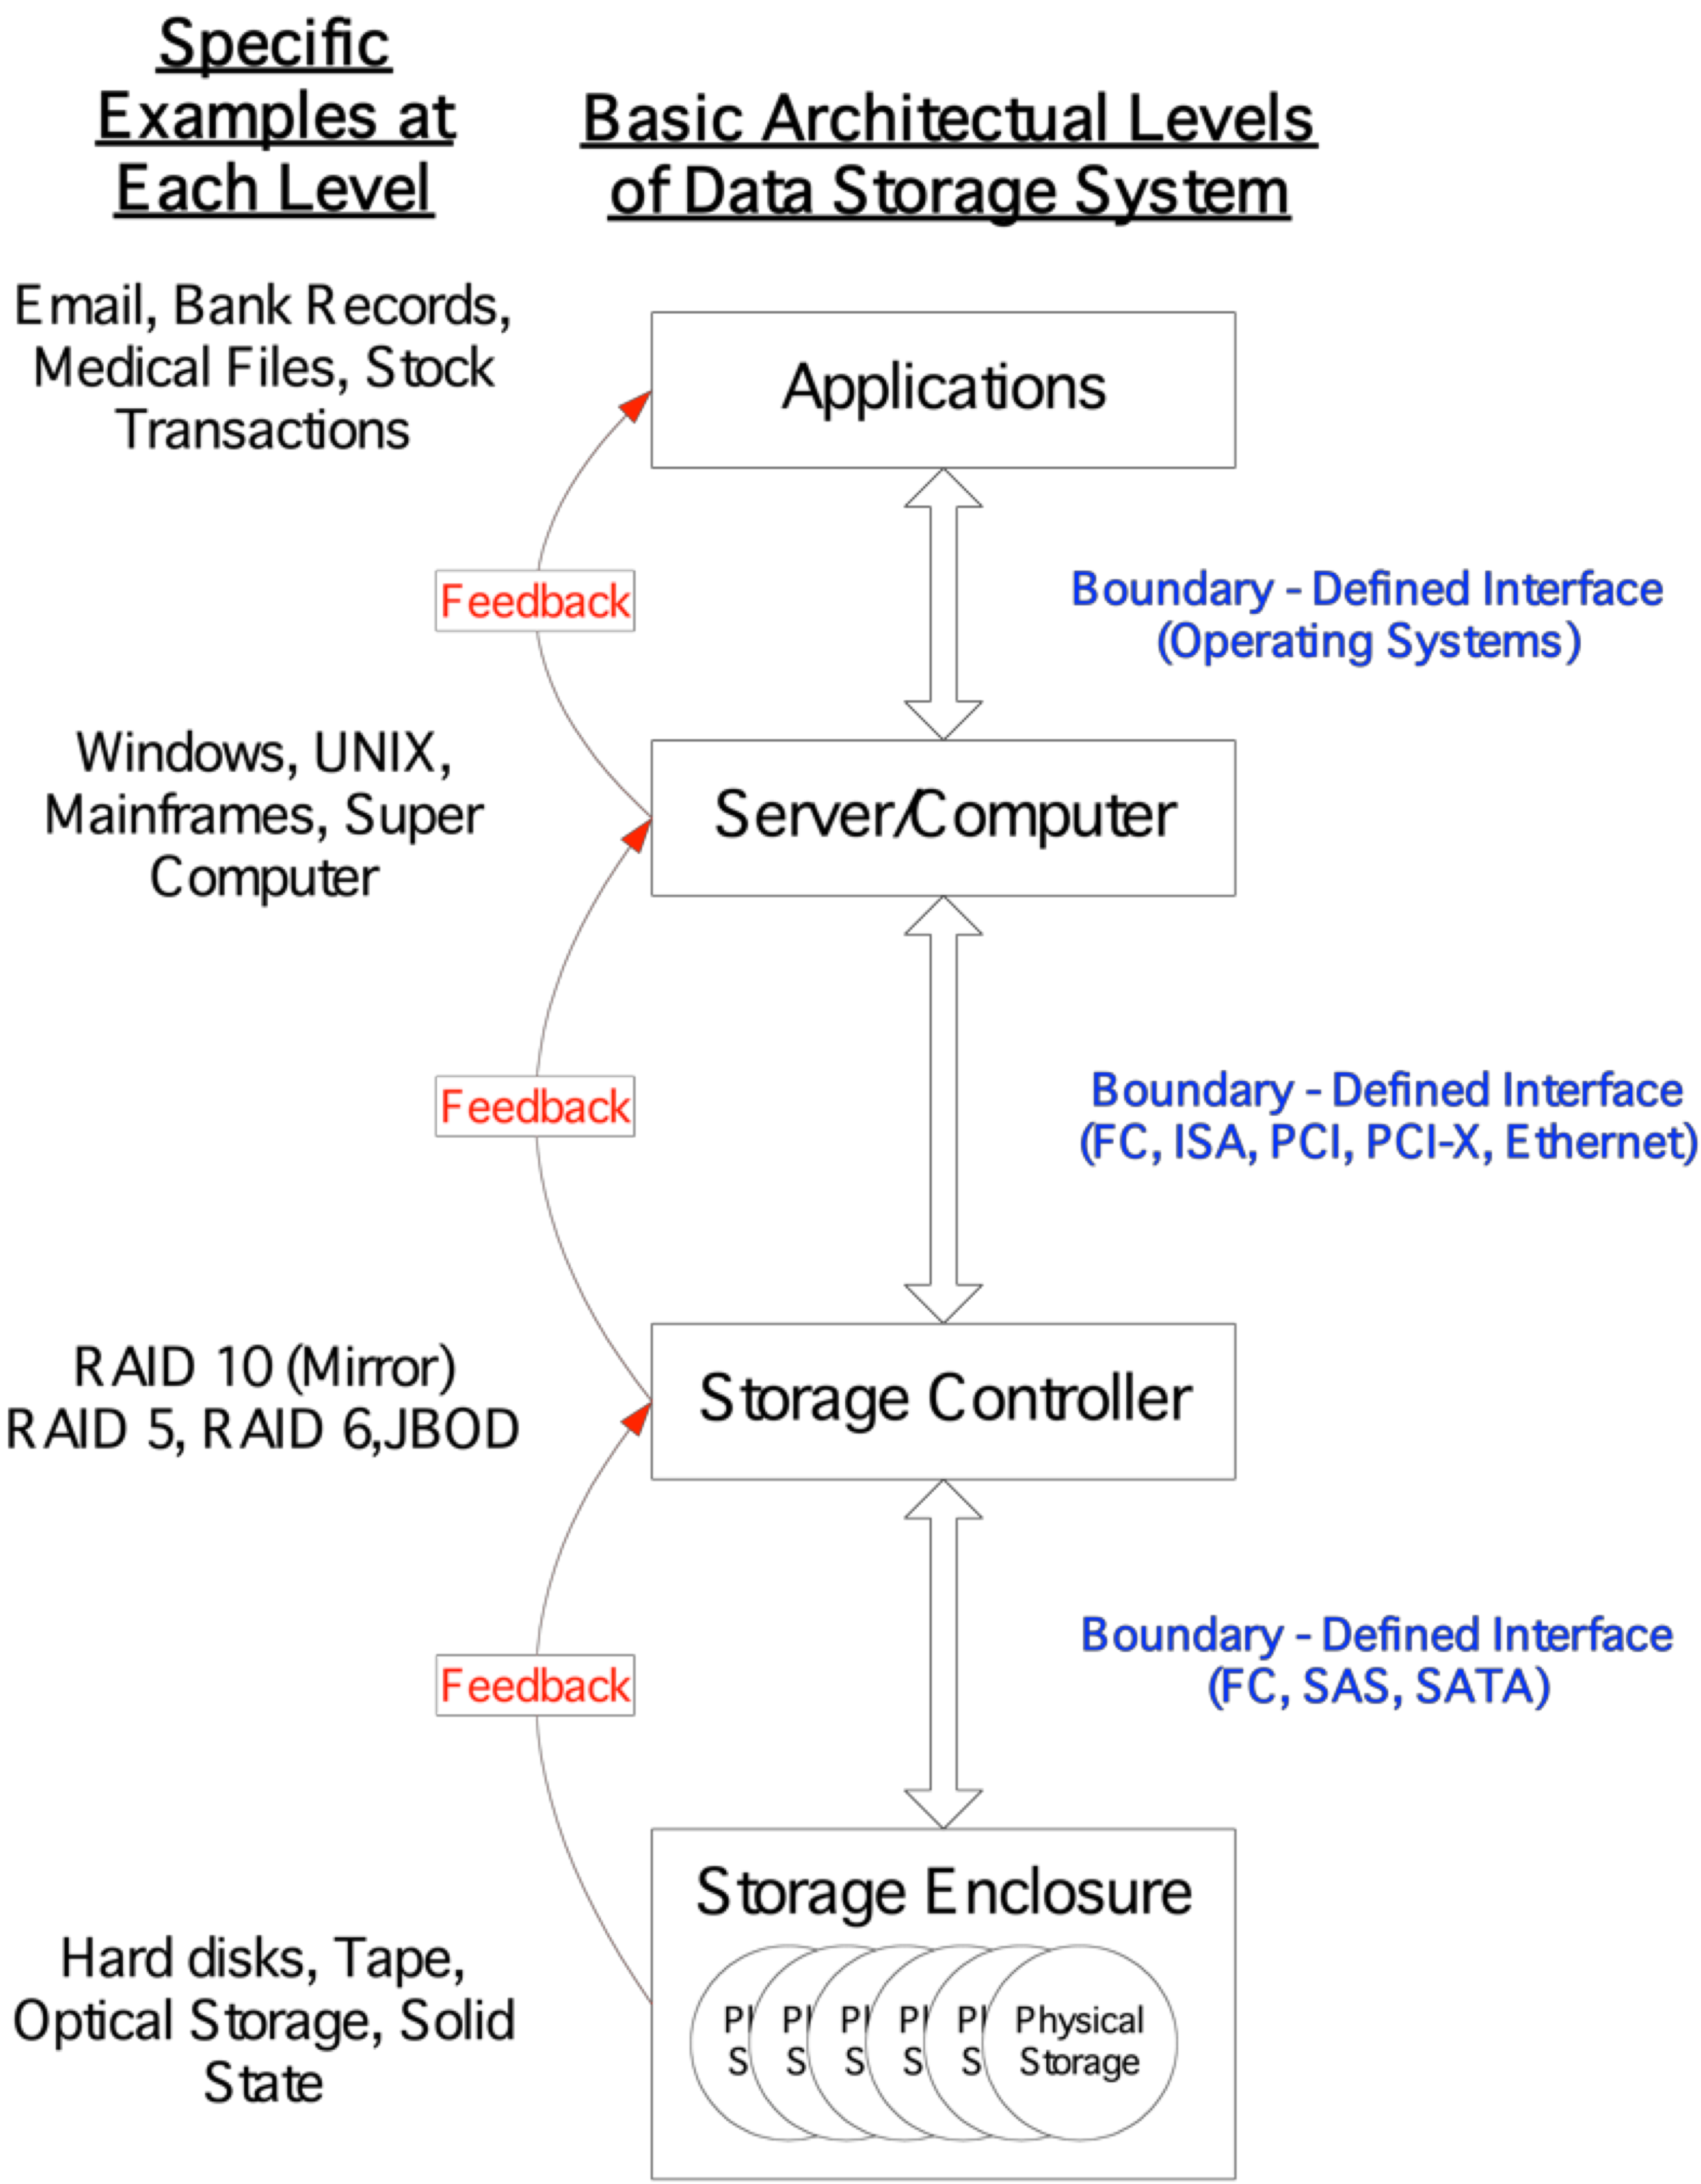 Specific
Examples at
Each Level
Basic Architectual Levels
of Data Storage System
Email, Bank Records,
Medical Files, Stock
Transactions
Applications
Feedback
Boundary - Defined Interface
(Operating Systems)
Windows, UNIX,
Mainframes, Super
Computer
Server/Computer
Feedback
Boundary - Defined Interface
(FC, ISA, PCI, PCI-X, Ethernet)
RAID 10 (Mirror)
RAID 5, RAID 6,JBOD
Storage Controller
Feedback
Boundary - Defined Interface
(FC, SAS, SATA)
Storage Enclosure
Hard disks, Tape,
Optical Storage, Solid
State
Physical
Storage